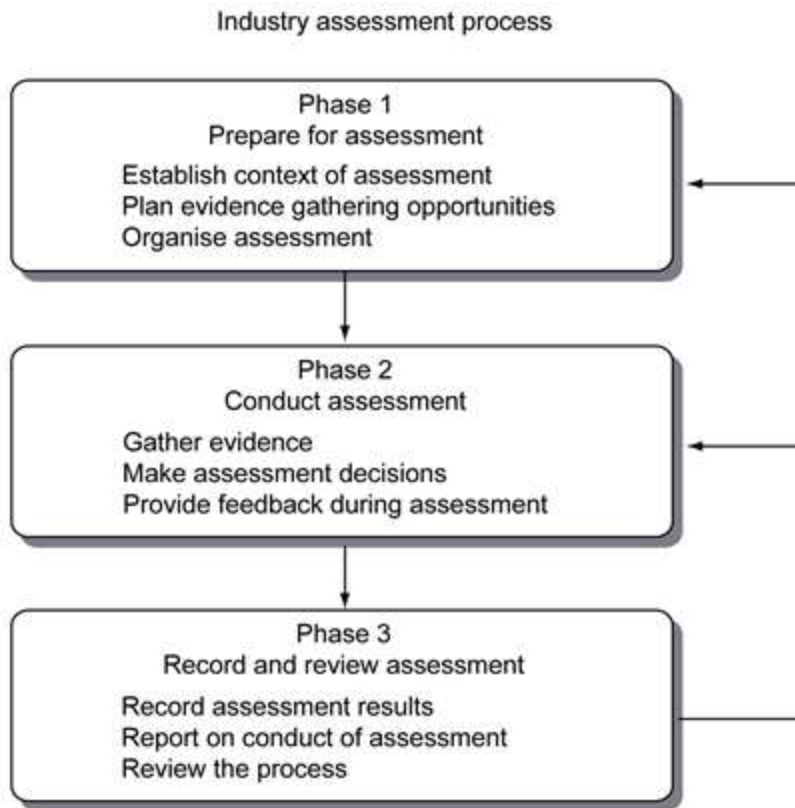 Industry assessment process
Phase 1
Prepare for assessment
Establish context of assessment
Plan evidence gathering opportunities
Organise assessment
Phase 2
Conduct assessment
Gather evidence
Make assessment decisions
Provide feedback during assessment
Phase 3
Record and review assessment
Record assessment results
Report on conduct of assessment
Review the process